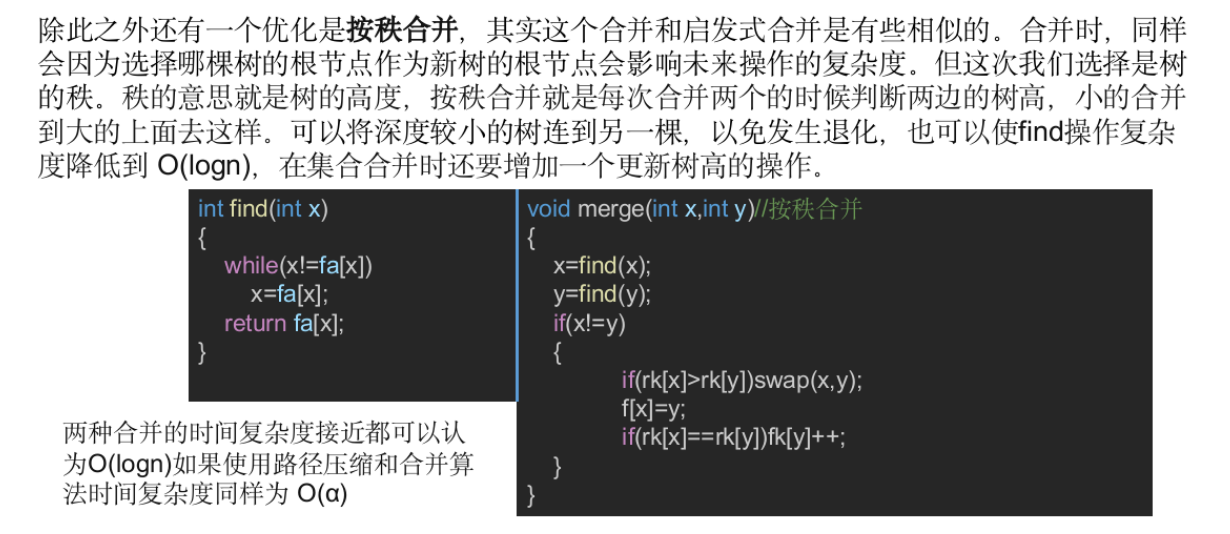 除此之外还有一个优化是按秩合并，其实这个合并和启发式合并是有些相似的。合并时，同样
会因为选择哪棵树的根节点作为新树的根节点会影响未来操作的复杂度。但这次我们选择是树
的秩。秩的意思就是树的高度，按秩合并就是每次合并两个的时候判断两边的树高，小的合并
到大的上面去这样。可以将深度较小的树连到另一棵，以免发生退化，也可以使find操作复杂
度降低到 O(logn)，在集合合并时还要增加一个更新树高的操作。
int find(int x)
{
while(x!=fa[x])
x=fa[x];
return fa[x];
}
void merge(int x,int y)//按秩合并
{
x=find(x);
y=find(y);
if(x!=y)
{
if(rk[x]>rk[y])swap(x,y);
f[x]=y;
if(rk[x]==rk[y])fk[y]++;
}
}
两种合并的时间复杂度接近都可以认
为O(logn)如果使用路径压缩和合并算
法时间复杂度同样为 O(α)